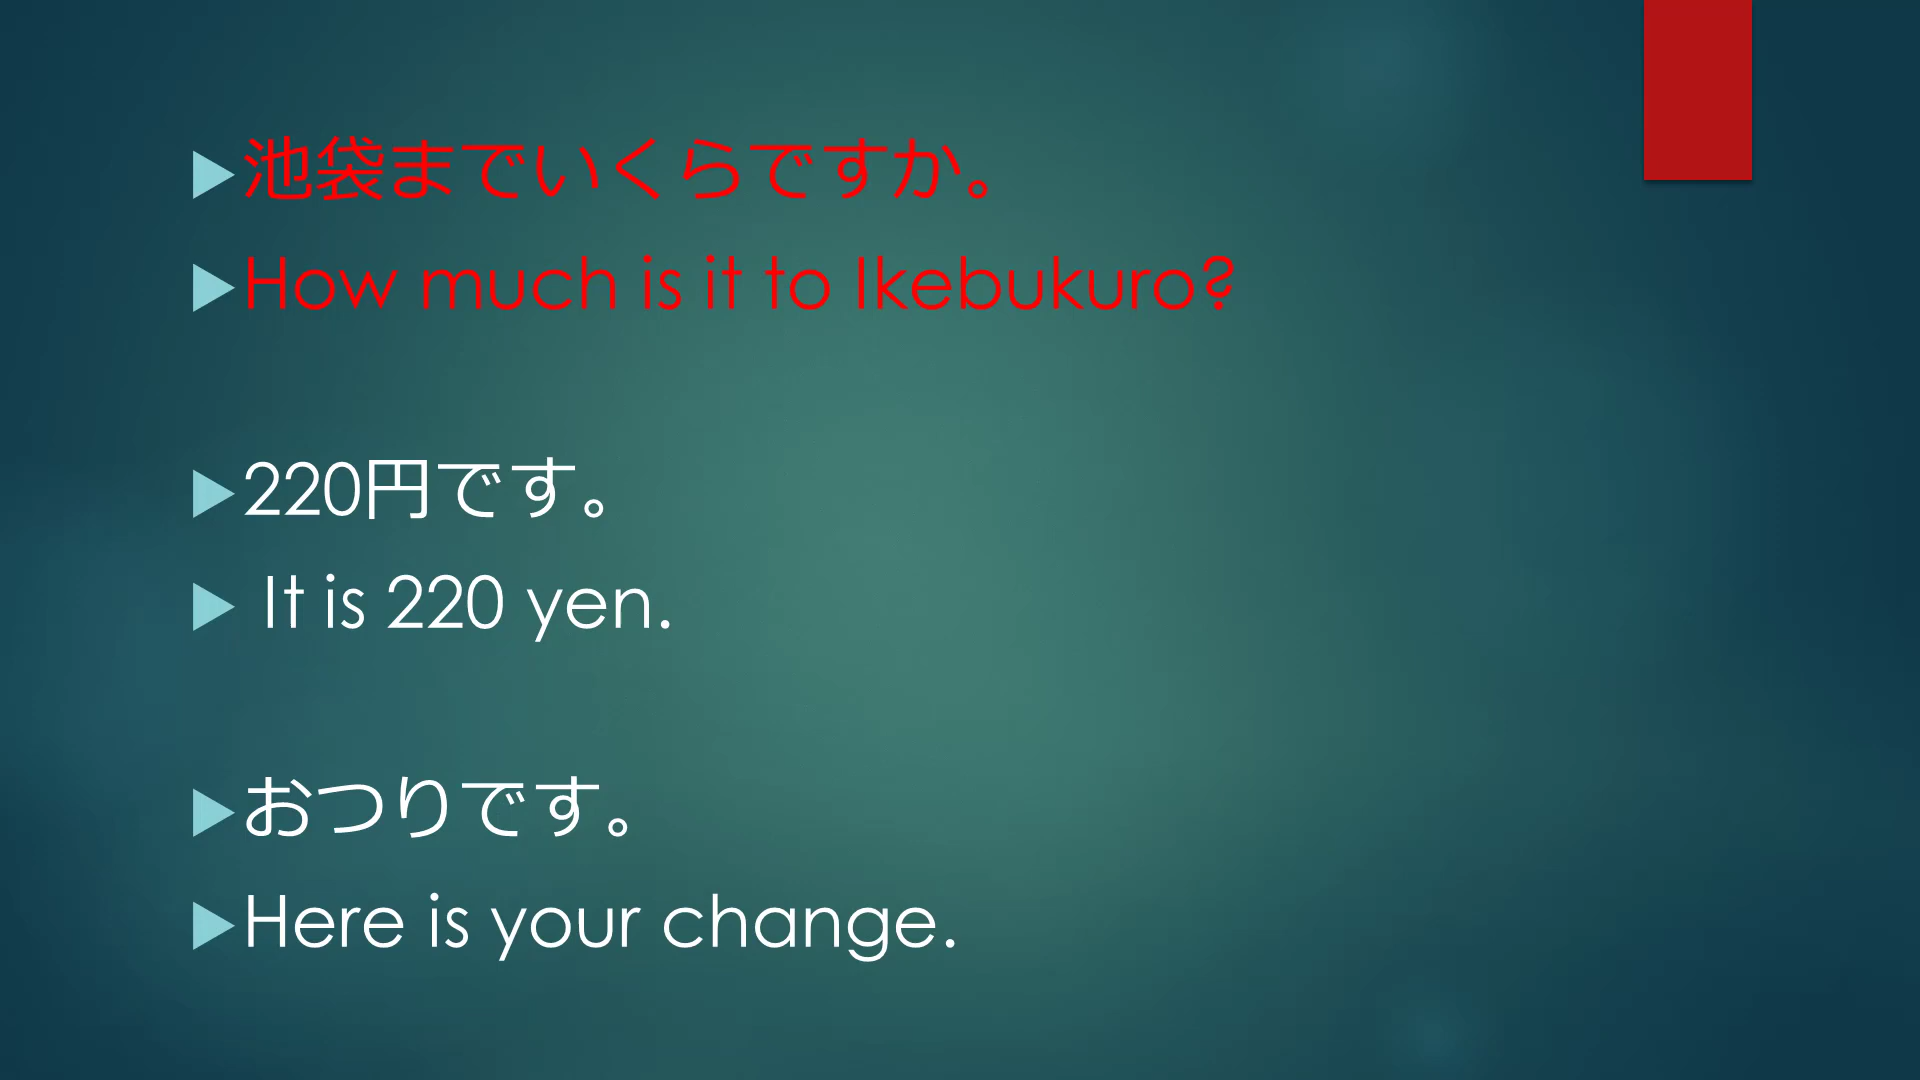 池袋までいくらですか。
How much is it to Ikebukuro?
220円です。
It is 220 yen.
おつりです。
Here is your change.